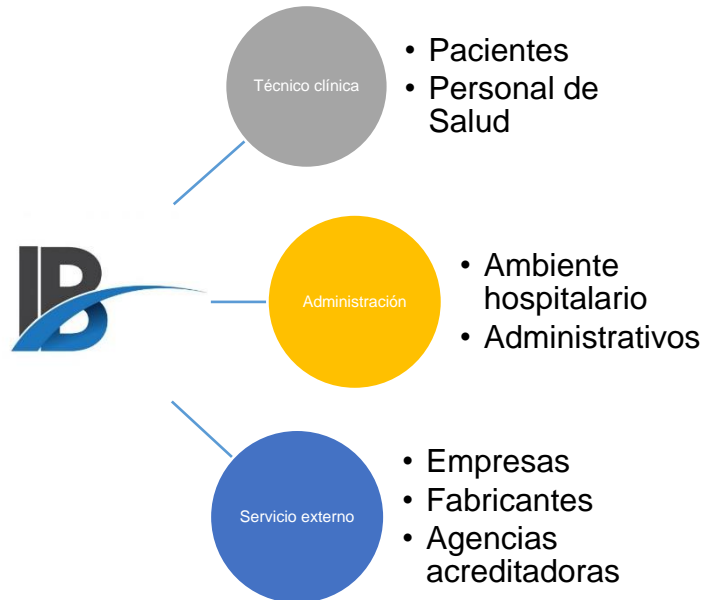 Técnico clínica
• Pacientes
• Personal de
Salud
IB
Administración
• Ambiente
hospitalario
• Administrativos
Servicio externo
• Empresas
• Fabricantes
• Agencias
acreditadoras